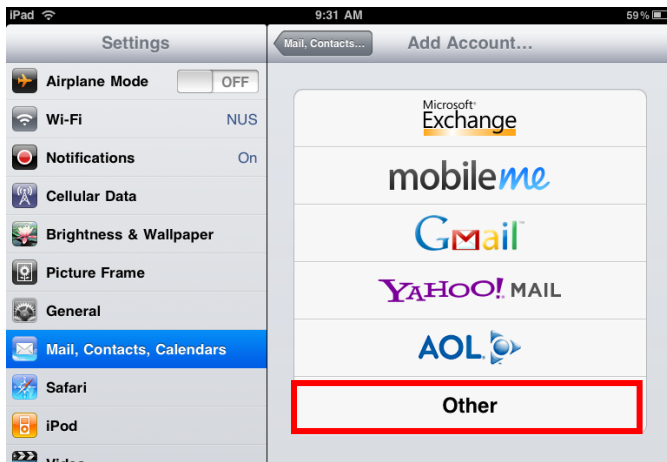 iPad 9:31 AM 59%
Settings
Airplane Mode OFF
Wi-Fi NUS
Notifications On
Cellular Data
Brightness & Wallpaper
Picture Frame
General
Mail, Contacts, Calendars
Safari
iPod
Video
Mail, Contacts... Add Account...
Microsoft
Exchange
mobileme
Gmail
YAHOO! MAIL
AOL
Other